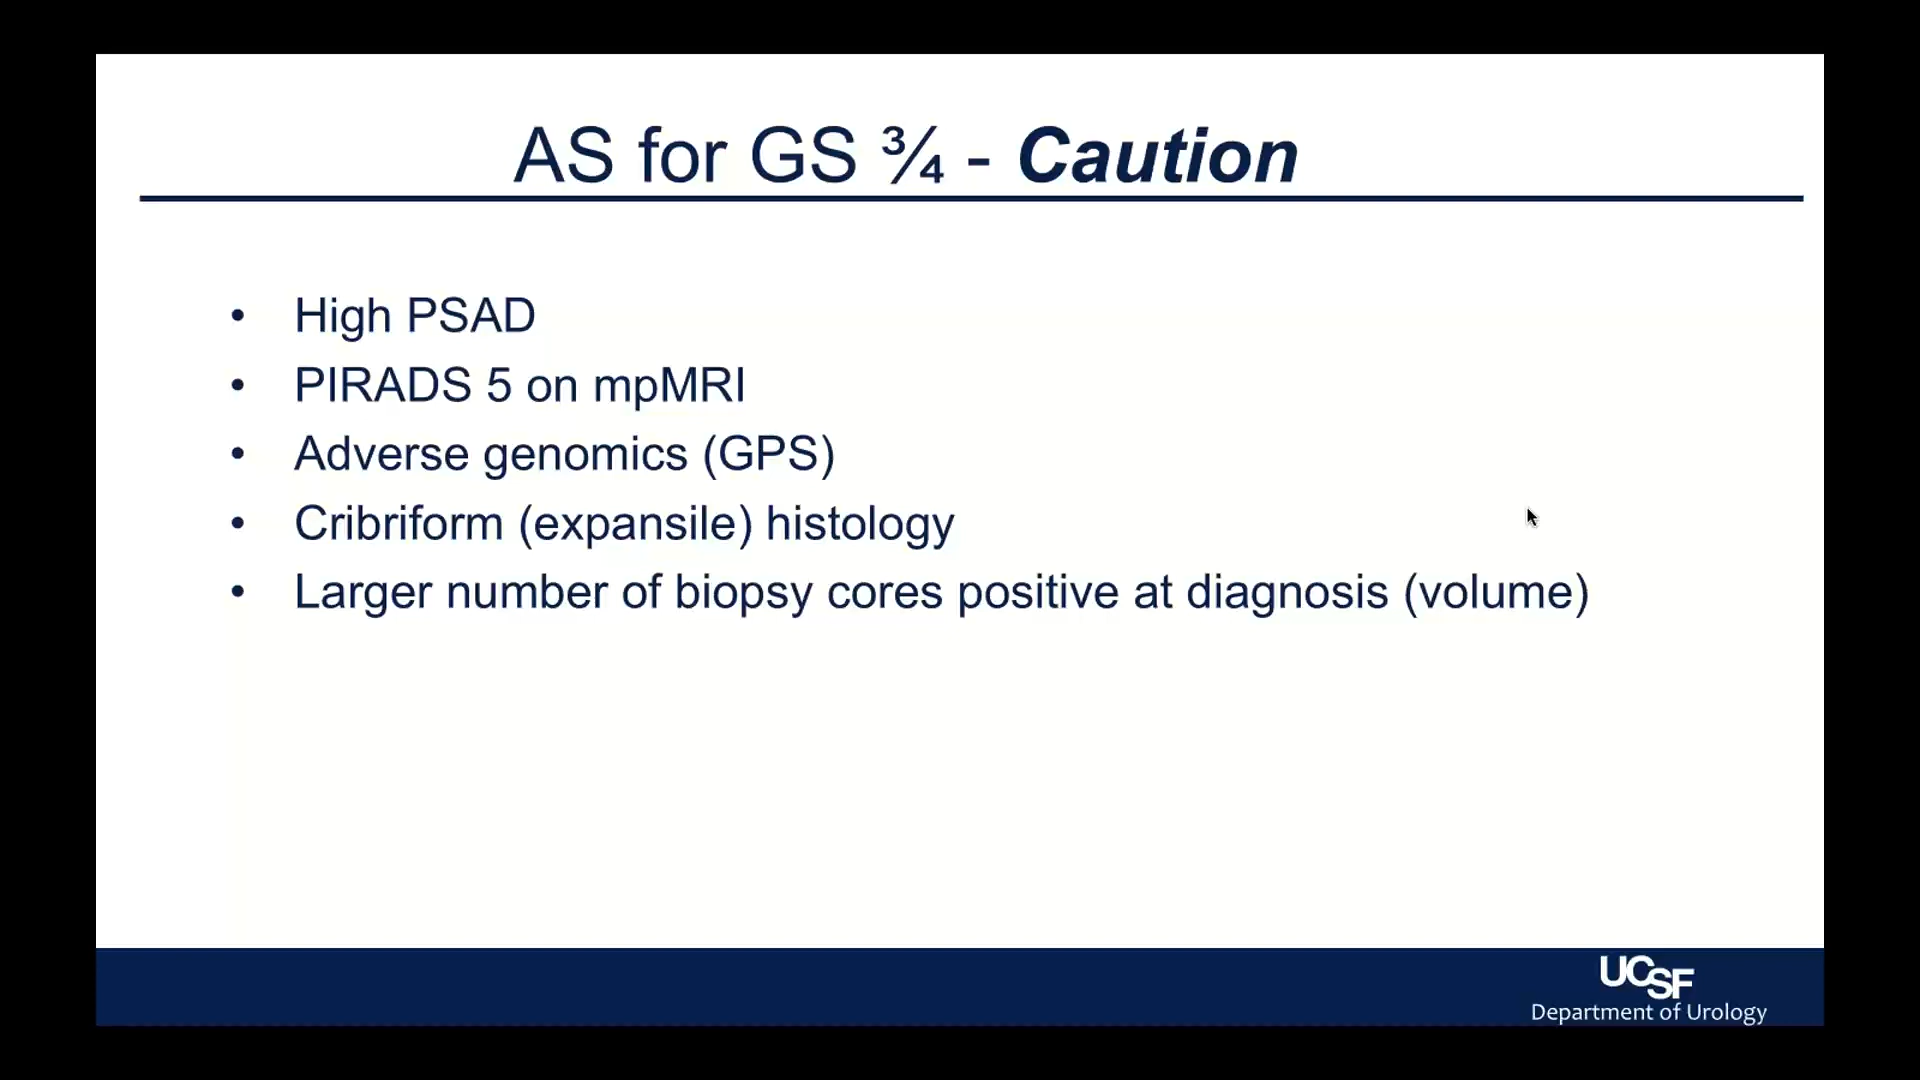 AS for GS ¾ - Caution
• High PSAD
• PIRADS 5 on mpMRI
• Adverse genomics (GPS)
• Cribriform (expansile) histology
• Larger number of biopsy cores positive at diagnosis (volume)
UCSF
Department of Urology